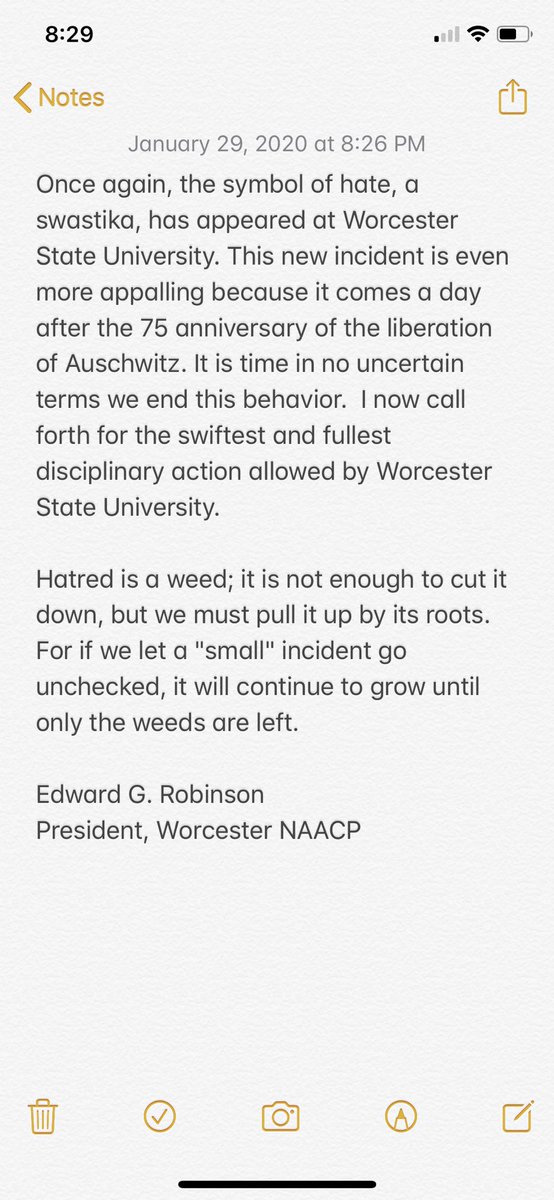 8:29
Notes
January 29, 2020 at 8:26 PM
Once again, the symbol of hate, a
swastika, has appeared at Worcester
State University. This new incident is even
more appalling because it comes a day
after the 75 anniversary of the liberation
of Auschwitz. It is time in no uncertain
terms we end this behavior.  I now call
forth for the swiftest and fullest
disciplinary action allowed by Worcester
State University.
Hatred is a weed; it is not enough to cut it
down, but we must pull it up by its roots.
For if we let a "small" incident go
unchecked, it will continue to grow until
only the weeds are left.
Edward G. Robinson
President, Worcester NAACP